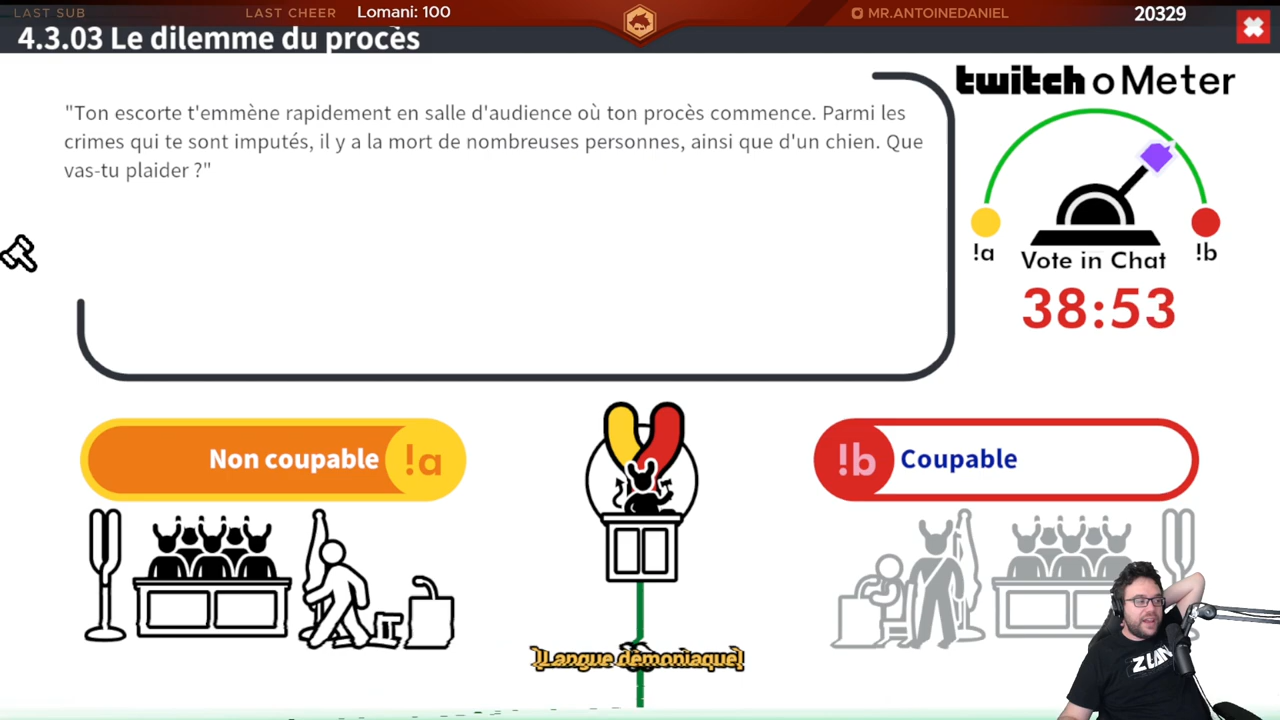 LAST SUB
LAST CHEER
Lomani: 100
MR.ANTOINEDANIEL
20329
4.3.03 Le dilemme du procès
twitch o Meter
"Ton escorte t'emmène rapidement en salle d'audience où ton procès commence. Parmi les
crimes qui te sont imputés, il y a la mort de nombreuses personnes, ainsi que d'un chien. Que
vas-tu plaider ?"
!a
Vote in Chat
!b
38:53
Non coupable
!a
!b
Coupable
[Langue démoniaque]
ZLAN